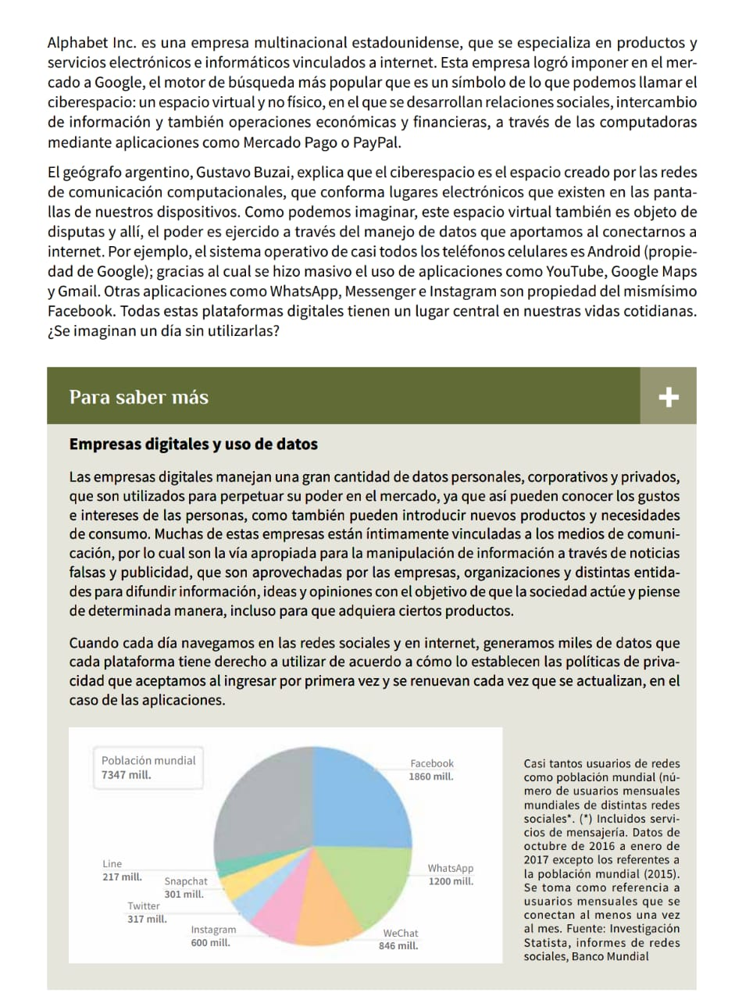 Alphabet Inc. es una empresa multinacional estadounidense, que se especializa en productos y
servicios electrónicos e informáticos vinculados a internet. Esta empresa logró imponer en el mer-
cado a Google, el motor de búsqueda más popular que es un símbolo de lo que podemos llamar el
ciberespacio: un espacio virtual y no físico, en el que se desarrollan relaciones sociales, intercambio
de información y también operaciones económicas y financieras, a través de las computadoras
mediante aplicaciones como Mercado Pago o PayPal.
El geógrafo argentino, Gustavo Buzai, explica que el ciberespacio es el espacio creado por las redes
de comunicación computacionales, que conforma lugares electrónicos que existen en las panta-
llas de nuestros dispositivos. Como podemos imaginar, este espacio virtual también es objeto de
disputas y allí, el poder es ejercido a través del manejo de datos que aportamos al conectarnos a
internet. Por ejemplo, el sistema operativo de casi todos los teléfonos celulares es Android (propie-
dad de Google); gracias al cual se hizo masivo el uso de aplicaciones como YouTube, Google Maps
y Gmail. Otras aplicaciones como WhatsApp, Messenger e Instagram son propiedad del mismísimo
Facebook. Todas estas plataformas digitales tienen un lugar central en nuestras vidas cotidianas.
¿Se imaginan un día sin utilizarlas?
Para saber más
+
Empresas digitales y uso de datos
Las empresas digitales manejan una gran cantidad de datos personales, corporativos y privados,
que son utilizados para perpetuar su poder en el mercado, ya que así pueden conocer los gustos
e intereses de las personas, como también pueden introducir nuevos productos y necesidades
de consumo. Muchas de estas empresas están íntimamente vinculadas a los medios de comuni-
cación, por lo cual son la vía apropiada para la manipulación de información a través de noticias
falsas y publicidad, que son aprovechadas por las empresas, organizaciones y distintas entida-
des para difundir información, ideas y opiniones con el objetivo de que la sociedad actúe y piense
de determinada manera, incluso para que adquiera ciertos productos.
Cuando cada día navegamos en las redes sociales y en internet, generamos miles de datos que
cada plataforma tiene derecho a utilizar de acuerdo a cómo lo establecen las políticas de priva-
cidad que aceptamos al ingresar por primera vez y se renuevan cada vez que se actualizan, en el
caso de las aplicaciones.
Población mundial
7347 mill.
Facebook
1860 mill.
WhatsApp
1200 mill.
WeChat
846 mill.
Instagram
600 mill.
Twitter
317 mill.
Snapchat
301 mill.
Line
217 mill.
Casi tantos usuarios de redes
como población mundial (nú-
mero de usuarios mensuales
mundiales de distintas redes
sociales*. (*) Incluidos servi-
cios de mensajería. Datos de
octubre de 2016 a enero de
2017 excepto los referentes a
la población mundial (2015).
Se toma como referencia a
usuarios mensuales que se
conectan al menos una vez
al mes. Fuente: Investigación
Statista, informes de redes
sociales, Banco Mundial